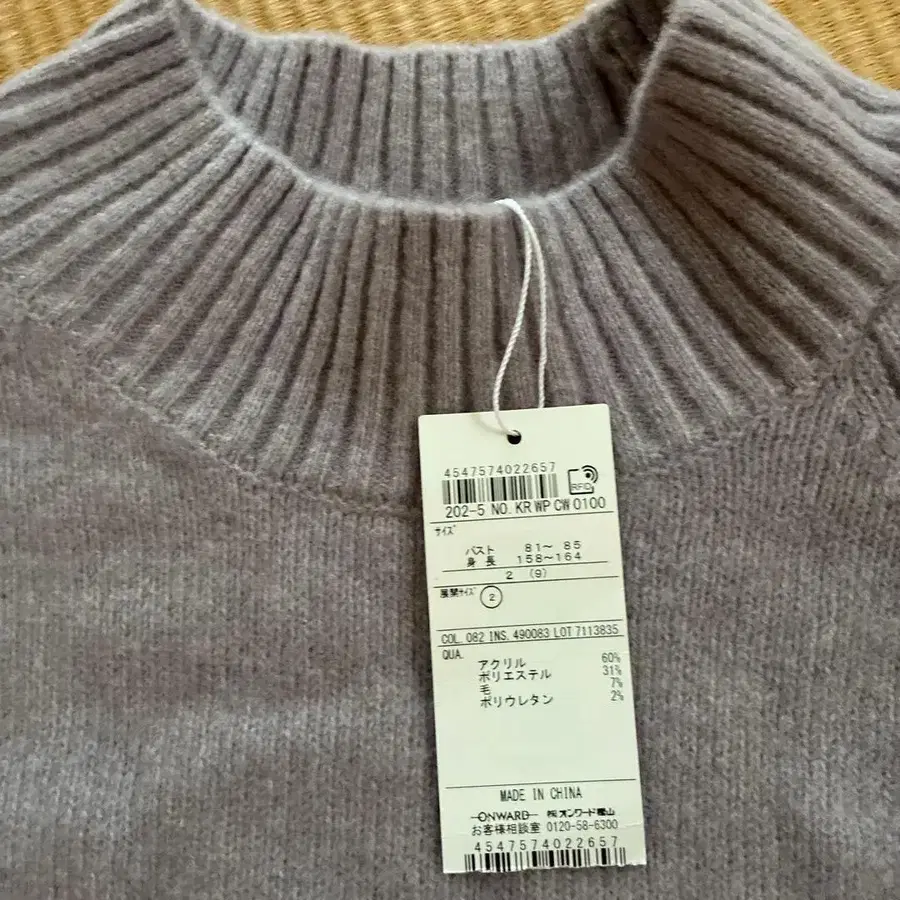 4547574022657
RFID
202-5 NO. KR WP CW 0100
サイズ
バスト 81～ 85
身 長 158～164
2 (9)
展開サイズ 2
COL. 082 INS. 490083 LOT 7113835
QUA.
アクリル 60%
ポリエステル 31%
毛 7%
ポリウレタン 2%
MADE IN CHINA
ONWARD ㈱オンワード樫山
お客様相談室 0120-58-6300
4547574022657